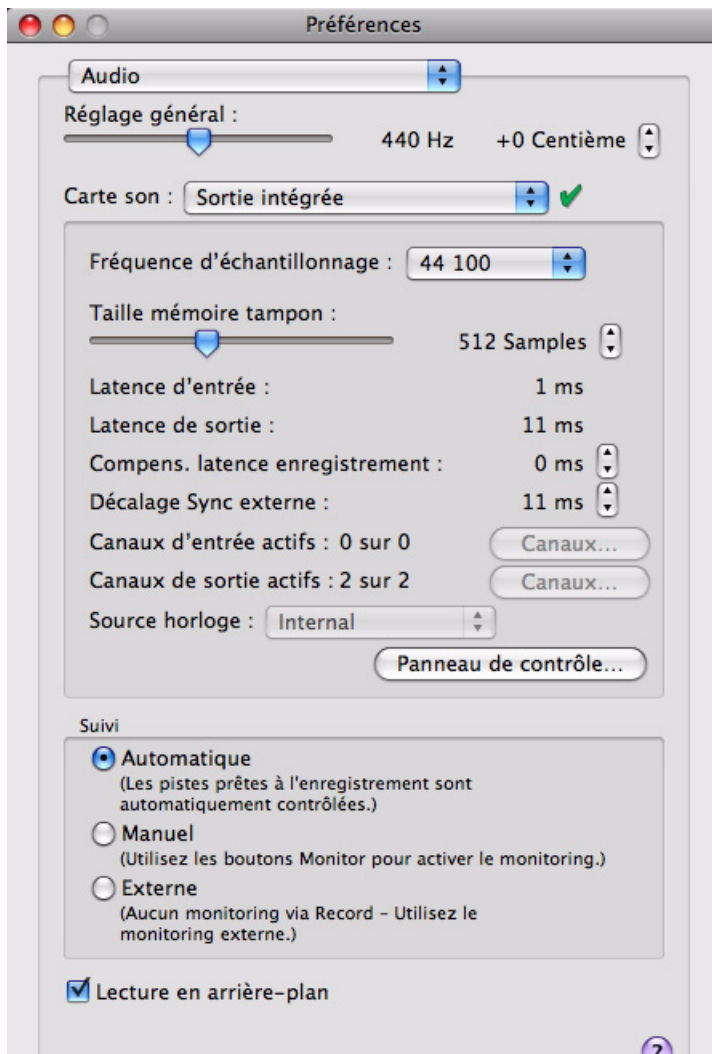 Préférences
Audio
Réglage général :
440 Hz +0 Centième
Carte son : Sortie intégrée
Fréquence d'échantillonnage : 44 100
Taille mémoire tampon :
512 Samples
Latence d'entrée : 1 ms
Latence de sortie : 11 ms
Compens. latence enregistrement : 0 ms
Décalage Sync externe : 11 ms
Canaux d'entrée actifs : 0 sur 0 Canaux...
Canaux de sortie actifs : 2 sur 2 Canaux...
Source horloge : Internal
Panneau de contrôle...
Suivi
Automatique
(Les pistes prêtes à l'enregistrement sont
automatiquement contrôlées.)
Manuel
(Utilisez les boutons Monitor pour activer le monitoring.)
Externe
(Aucun monitoring via Record – Utilisez le
monitoring externe.)
Lecture en arrière-plan
?